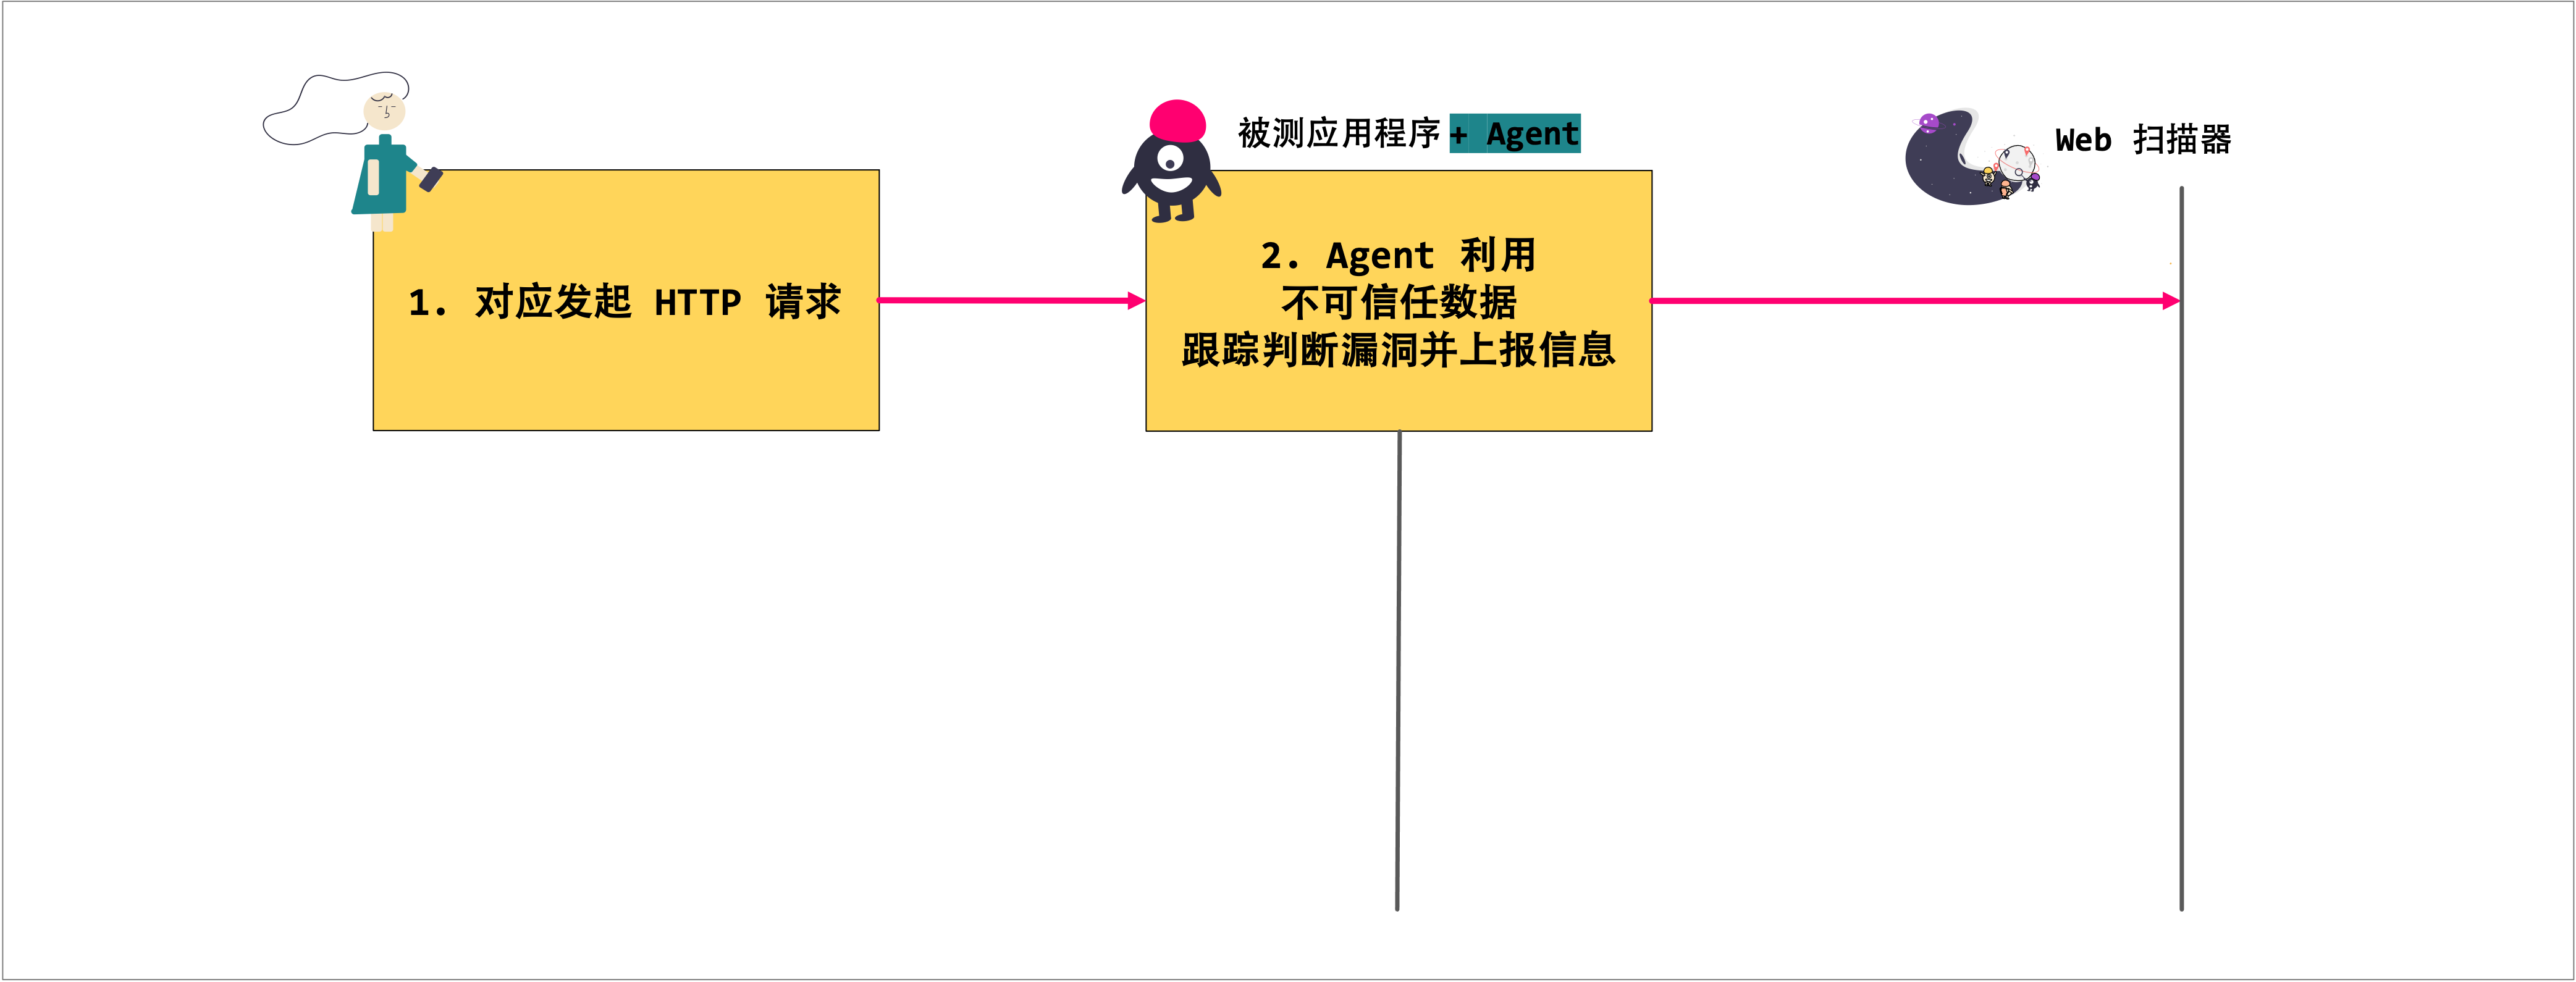 被测应用程序 + Agent
Web 扫描器
1. 对应发起 HTTP 请求
2. Agent 利用
不可信任数据
跟踪判断漏洞并上报信息